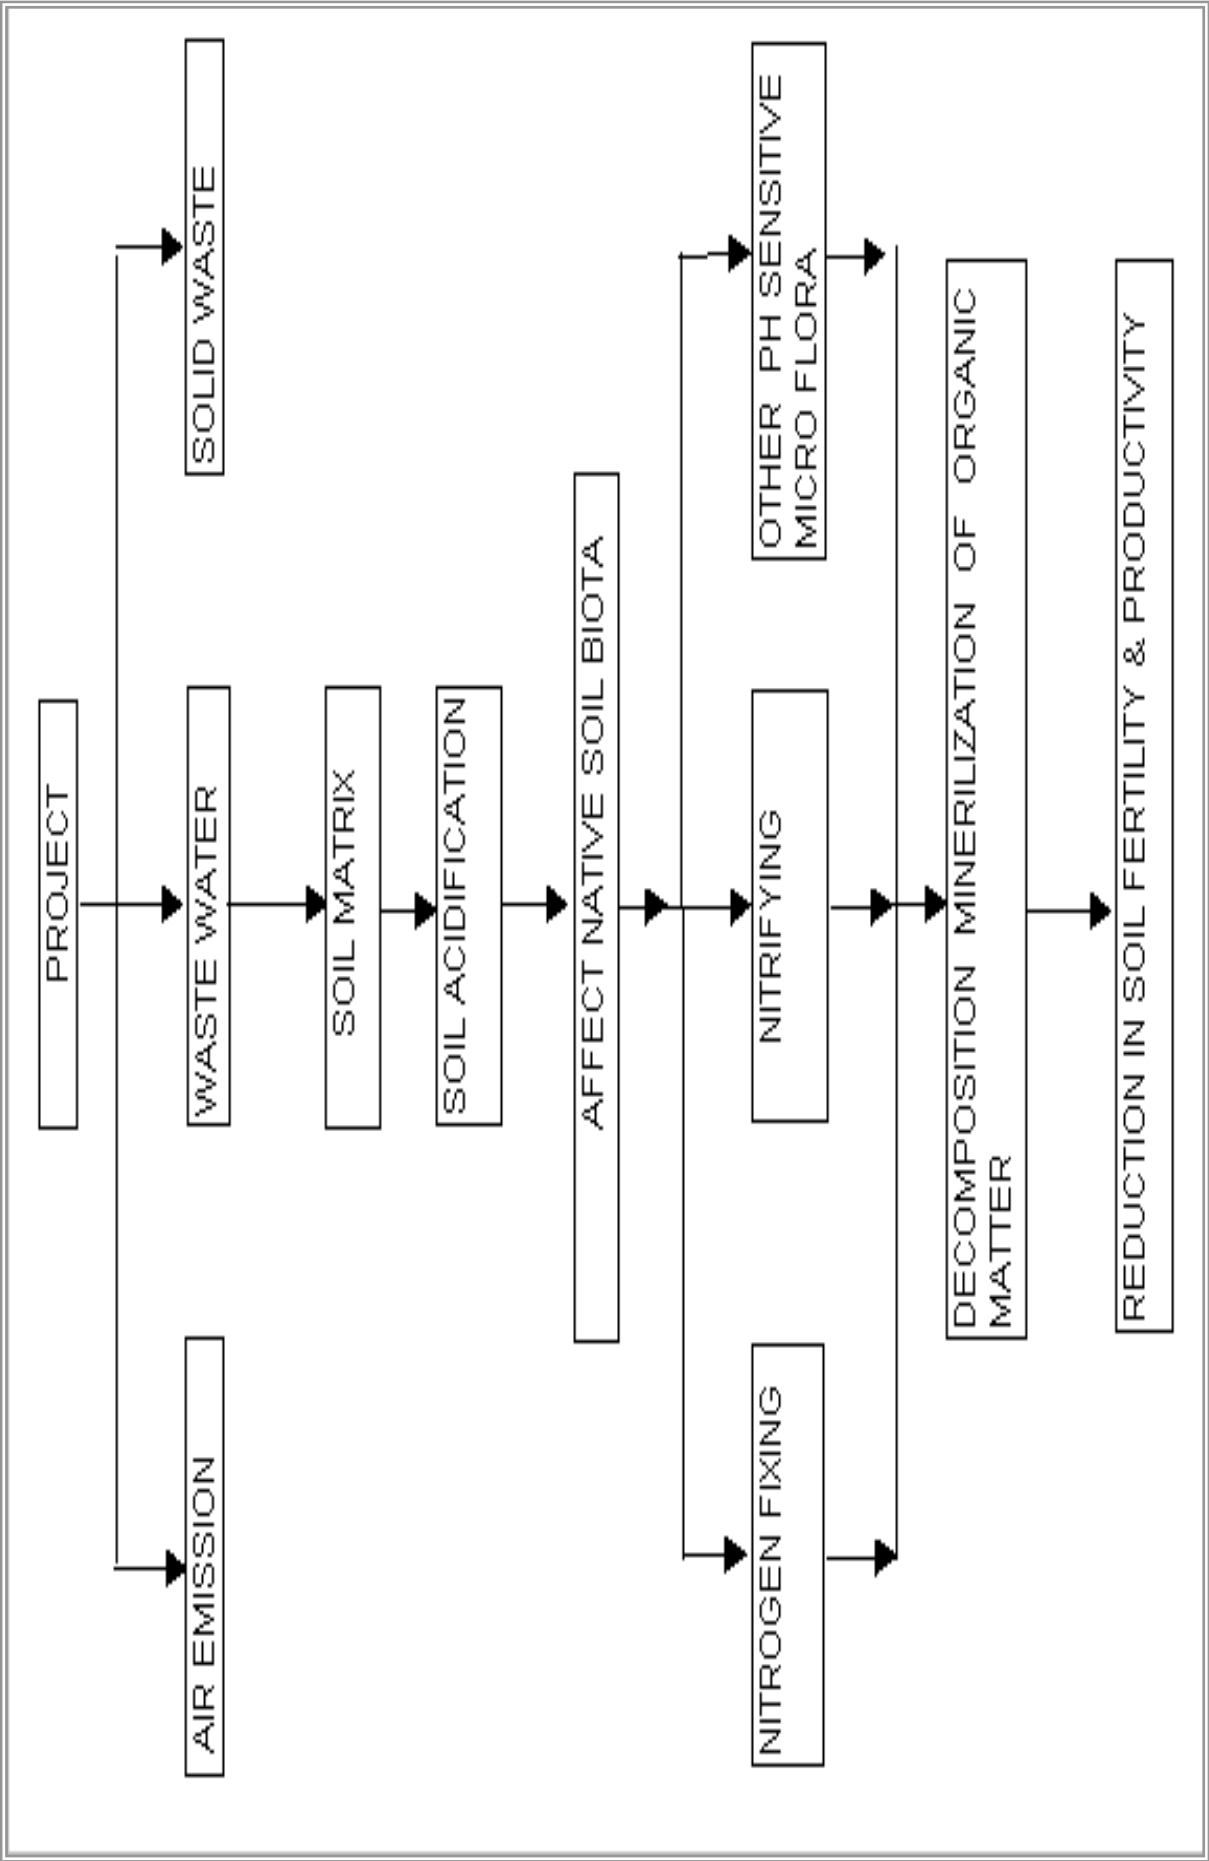 PROJECT
AIR EMISSION
WASTE WATER
SOLID WASTE
SOIL MATRIX
SOIL ACIDIFICATION
AFFECT NATIVE SOIL BIOTA
NITROGEN FIXING
NITRIFYING
OTHER PH SENSITIVE
MICRO FLORA
DECOMPOSITION MINERILIZATION OF ORGANIC
MATTER
REDUCTION IN SOIL FERTILITY & PRODUCTIVITY